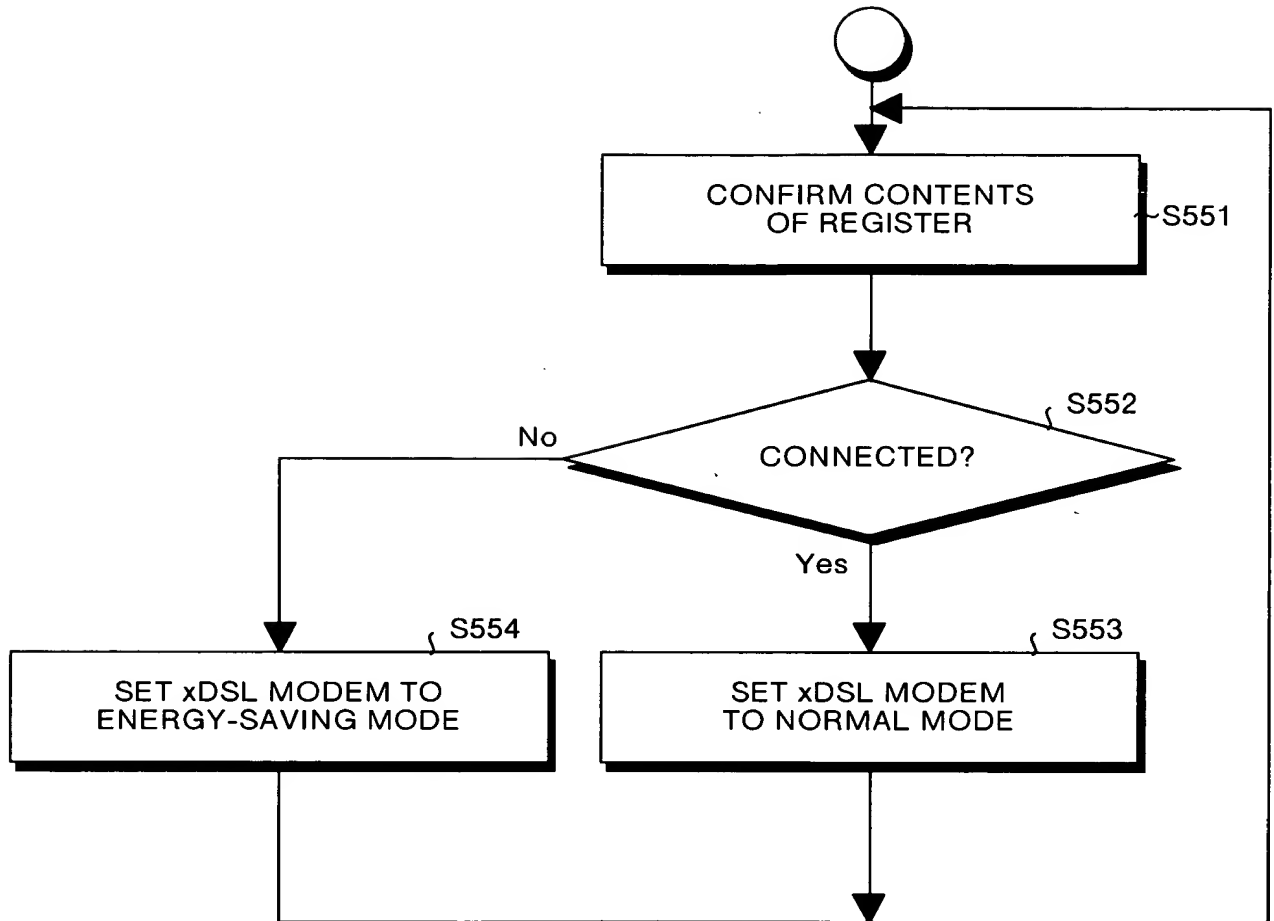 CONFIRM CONTENTS
OF REGISTER
S551
S552
No
CONNECTED?
Yes
S554
S553
SET xDSL MODEM TO
ENERGY-SAVING MODE
SET xDSL MODEM
TO NORMAL MODE